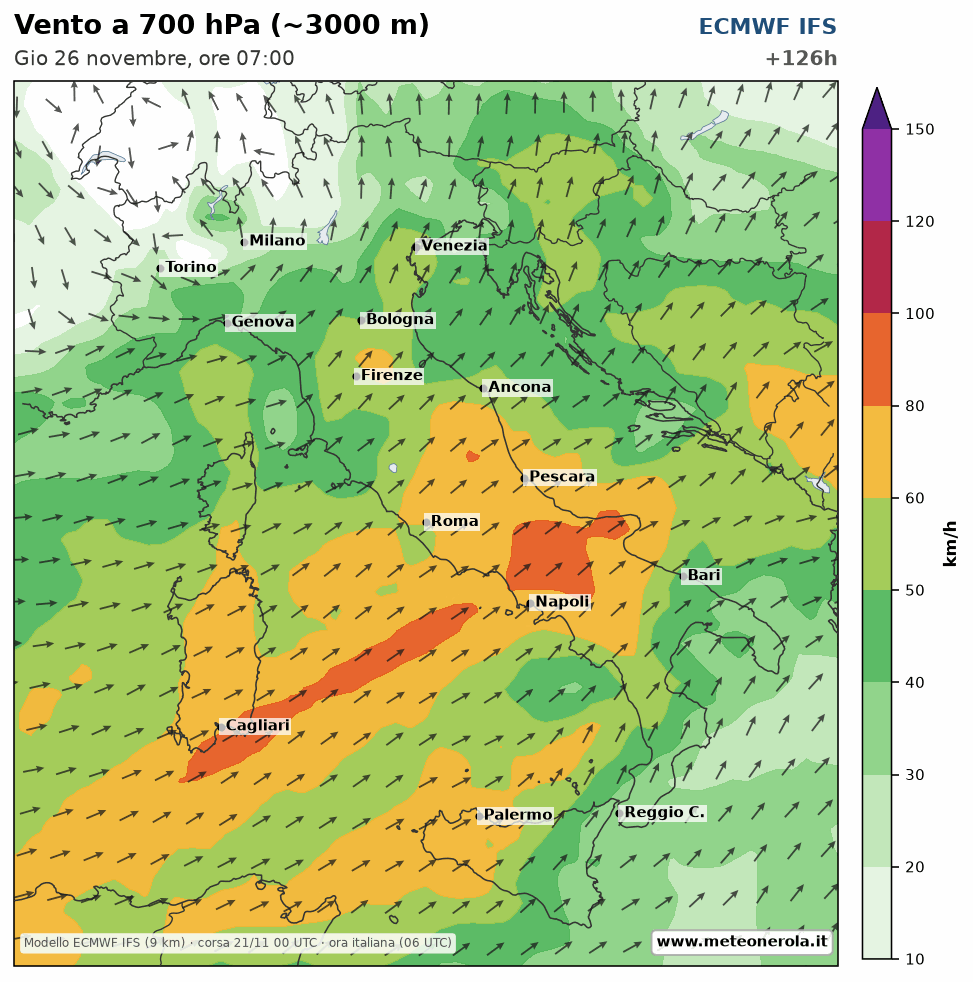 Vento a 700 hPa (~3000 m)
ECMWF IFS
Gio 26 novembre, ore 07:00
+126h
Milano
Venezia
Torino
Genova
Bologna
Firenze
Ancona
Pescara
Roma
Bari
Napoli
Cagliari
Palermo
Reggio C.
150
120
100
80
60
50
40
30
20
10
km/h
Modello ECMWF IFS (9 km) · corsa 21/11 00 UTC · ora italiana (06 UTC)
www.meteonerola.it